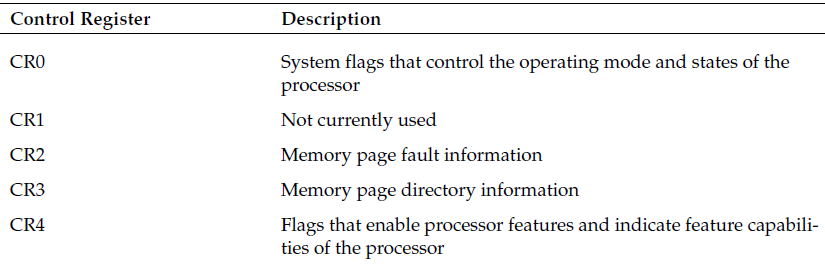 Control Register Description
CR0 System flags that control the operating mode and states of the
processor
CR1 Not currently used
CR2 Memory page fault information
CR3 Memory page directory information
CR4 Flags that enable processor features and indicate feature capabili-
ties of the processor